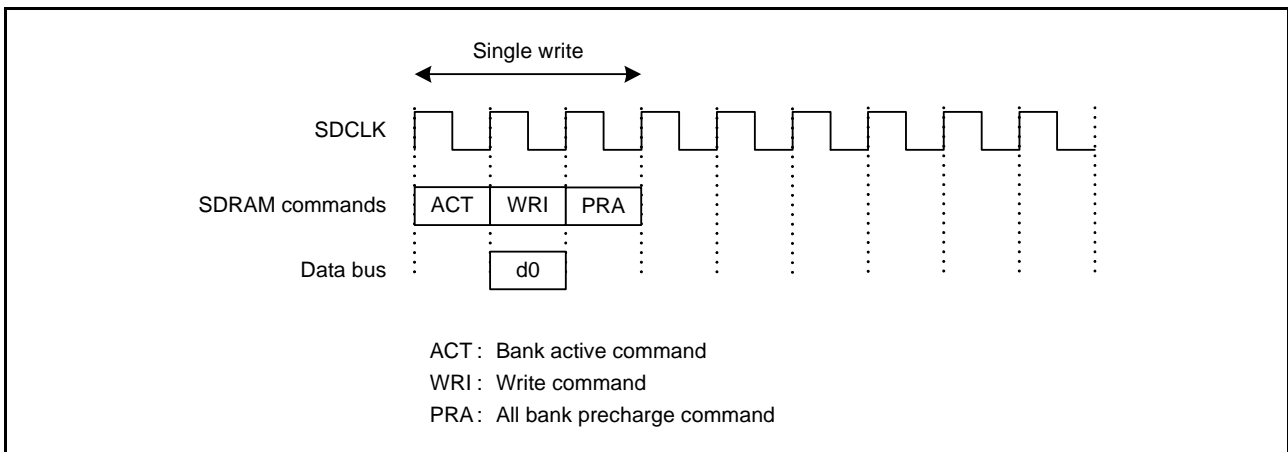 Single write
SDCLK
SDRAM commands ACT WRI PRA
Data bus d0
ACT : Bank active command
WRI : Write command
PRA : All bank precharge command